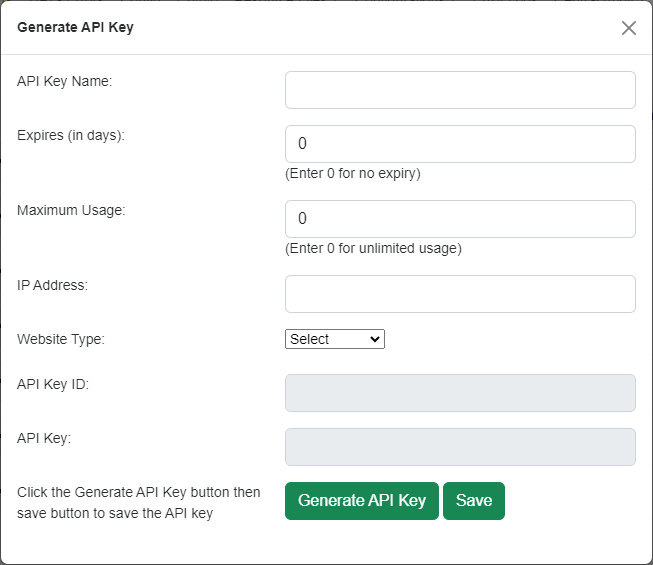 Generate API Key
API Key Name:
Expires (in days):
0
(Enter 0 for no expiry)
Maximum Usage:
0
(Enter 0 for unlimited usage)
IP Address:
Website Type:
Select
API Key ID:
API Key:
Click the Generate API Key button then
save button to save the API key
Generate API Key
Save